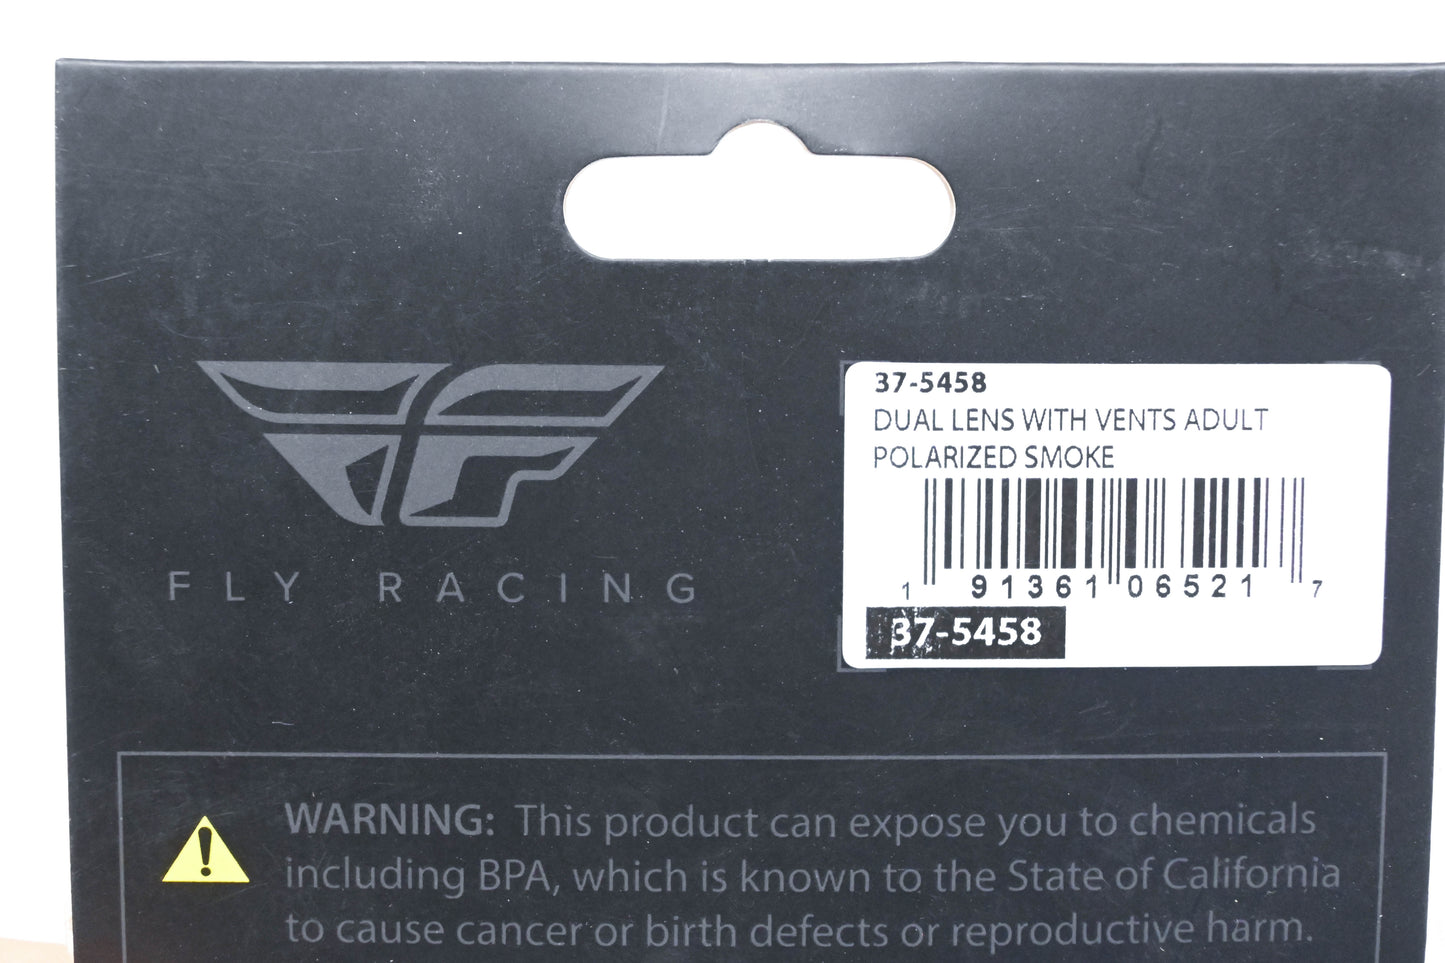 FLY RACING
37-5458
DUAL LENS WITH VENTS ADULT
POLARIZED SMOKE
1 91361 06521 7
37-5458
WARNING: This product can expose you to chemicals
including BPA, which is known to the State of California
to cause cancer or birth defects or reproductive harm.